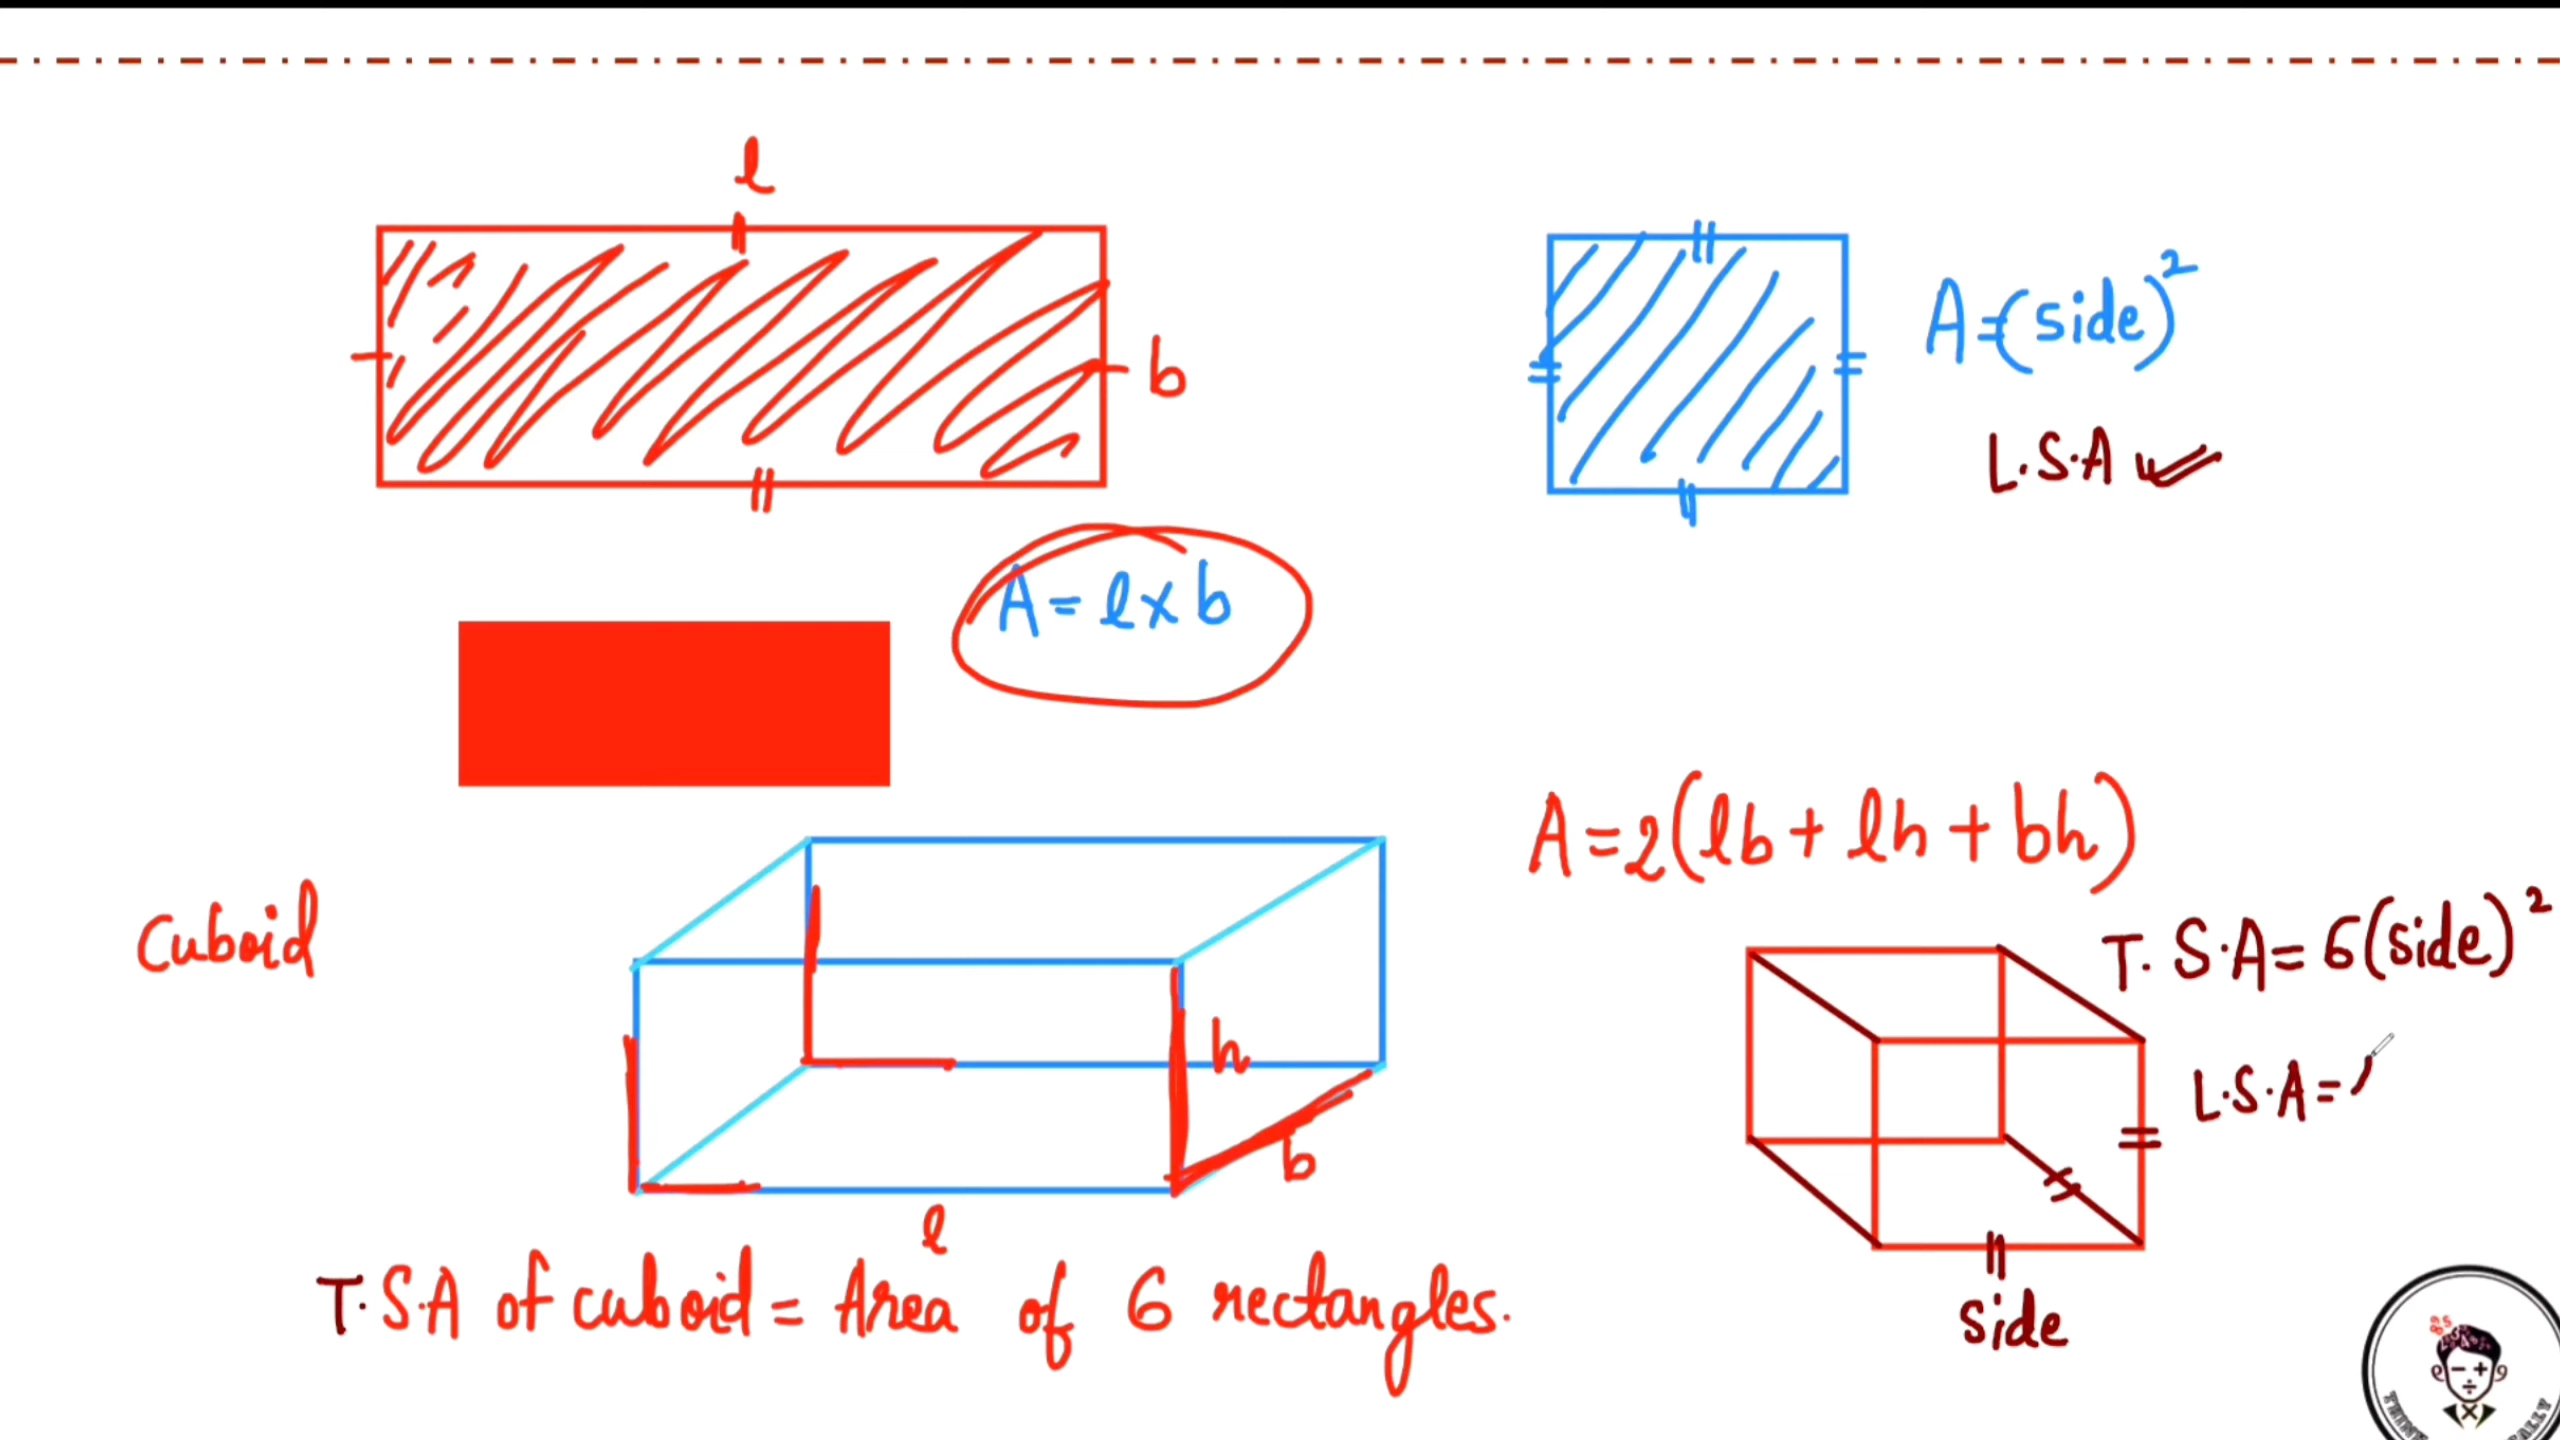 l
b
A=(side)²
L.S.A
A = l x b
A=2(lb + lh + bh)
Cuboid
T. S.A= 6(side)²
h
L.S.A=
b
l
T.S.A of cuboid = Area of 6 rectangles.
side